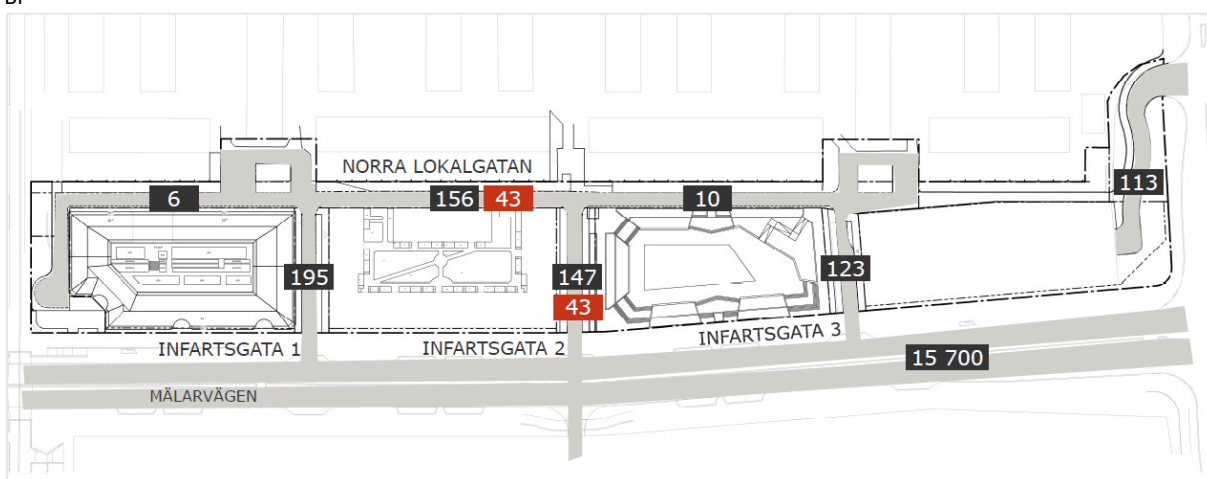 NORRA LOKALGATAN
113
6
156
43
10
195
147
123
43
INFARTSGATA 1
INFARTSGATA 2
INFARTSGATA 3
15 700
MÄLARVÄGEN